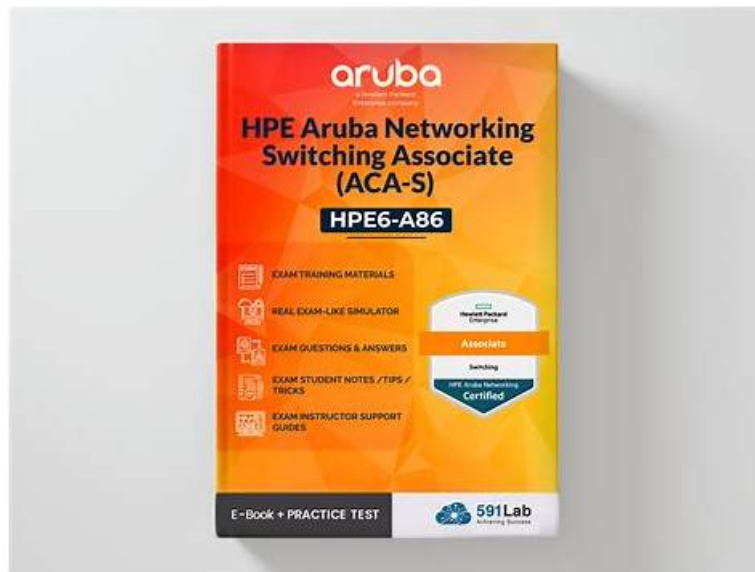 aruba
a Hewlett Packard
Enterprise company
HPE Aruba Networking
Switching Associate
(ACA-S)
HPE6-A86
EXAM TRAINING MATERIALS
REAL EXAM-LIKE SIMULATOR
EXAM QUESTIONS & ANSWERS
EXAM STUDENT NOTES / TIPS /
TRICKS
EXAM INSTRUCTOR SUPPORT
GUIDES
Hewlett Packard
Enterprise
Associate
Switching
HPE Aruba Networking
Certified
E-Book + PRACTICE TEST
591Lab
Achieving Success